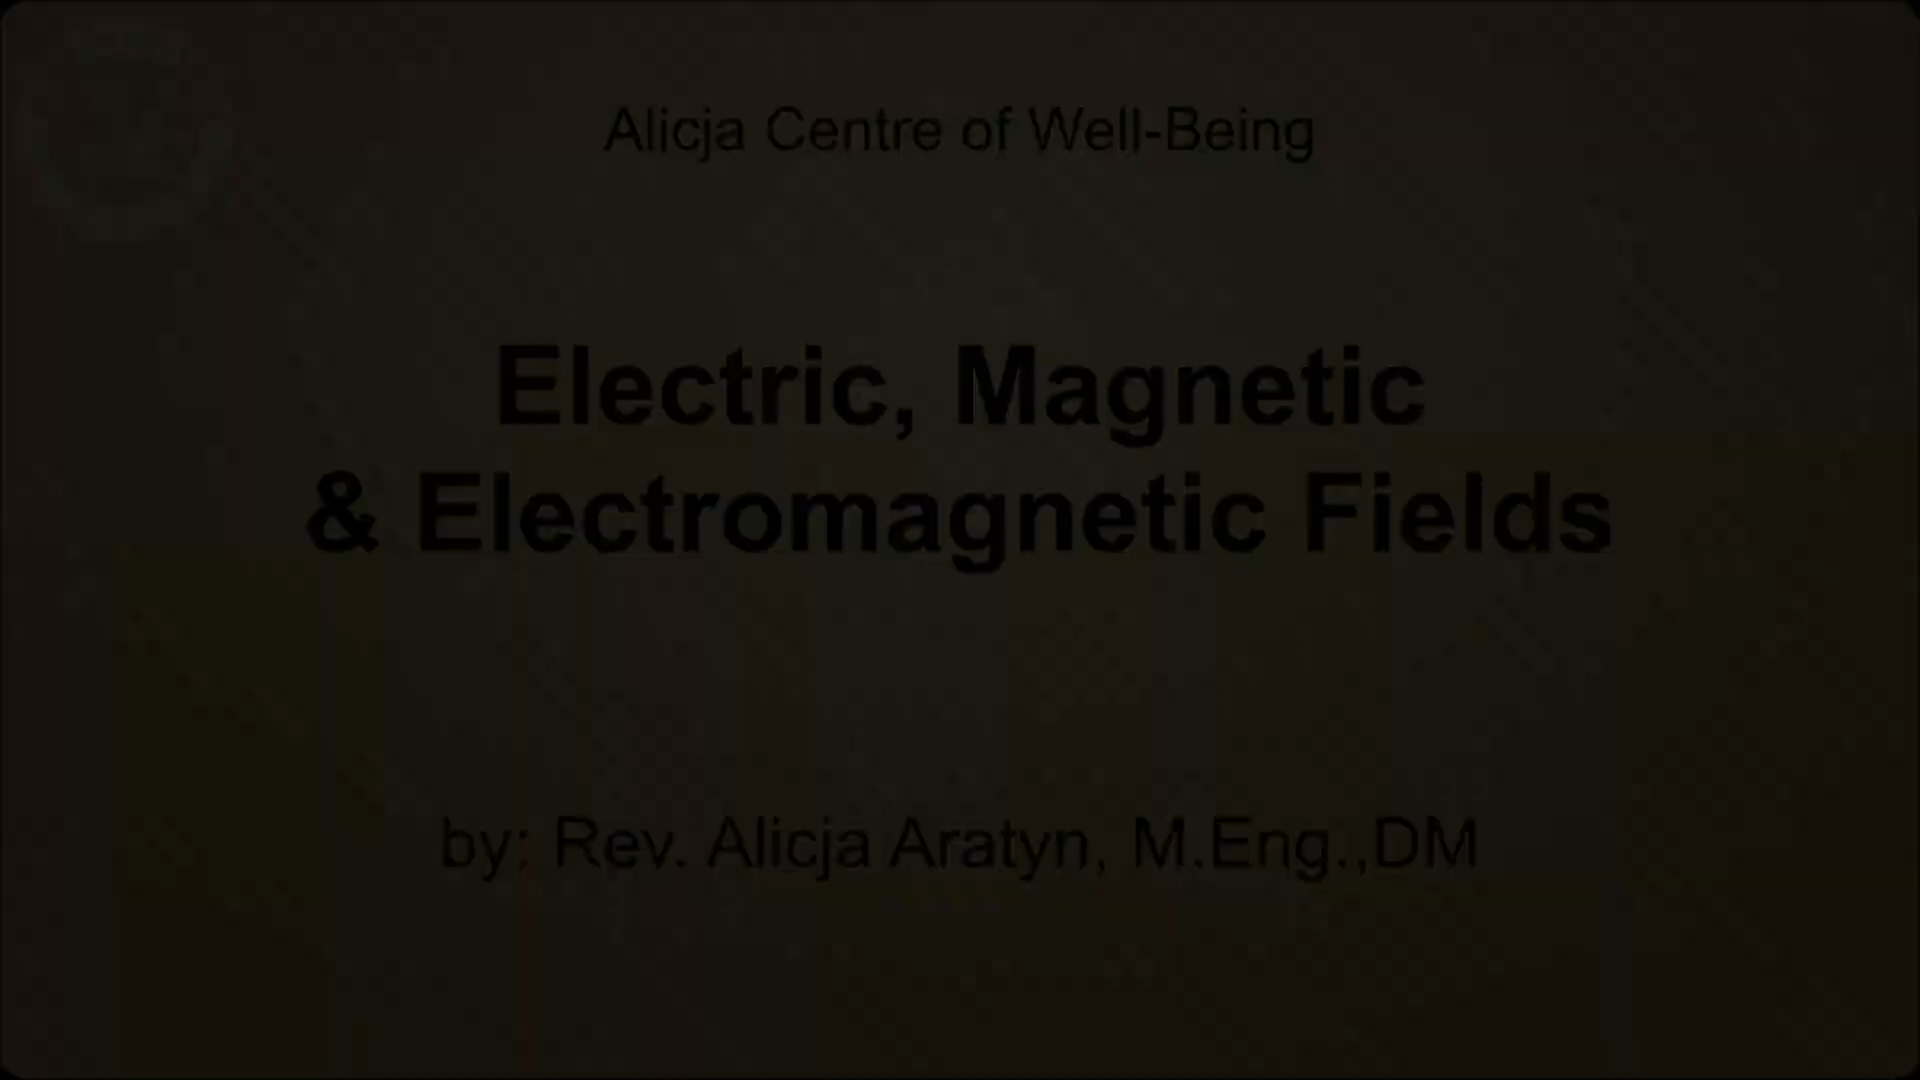 Alicja Centre of Well-Being
Electric, Magnetic
& Electromagnetic Fields
by: Rev. Alicja Aratyn, M.Eng.,DM